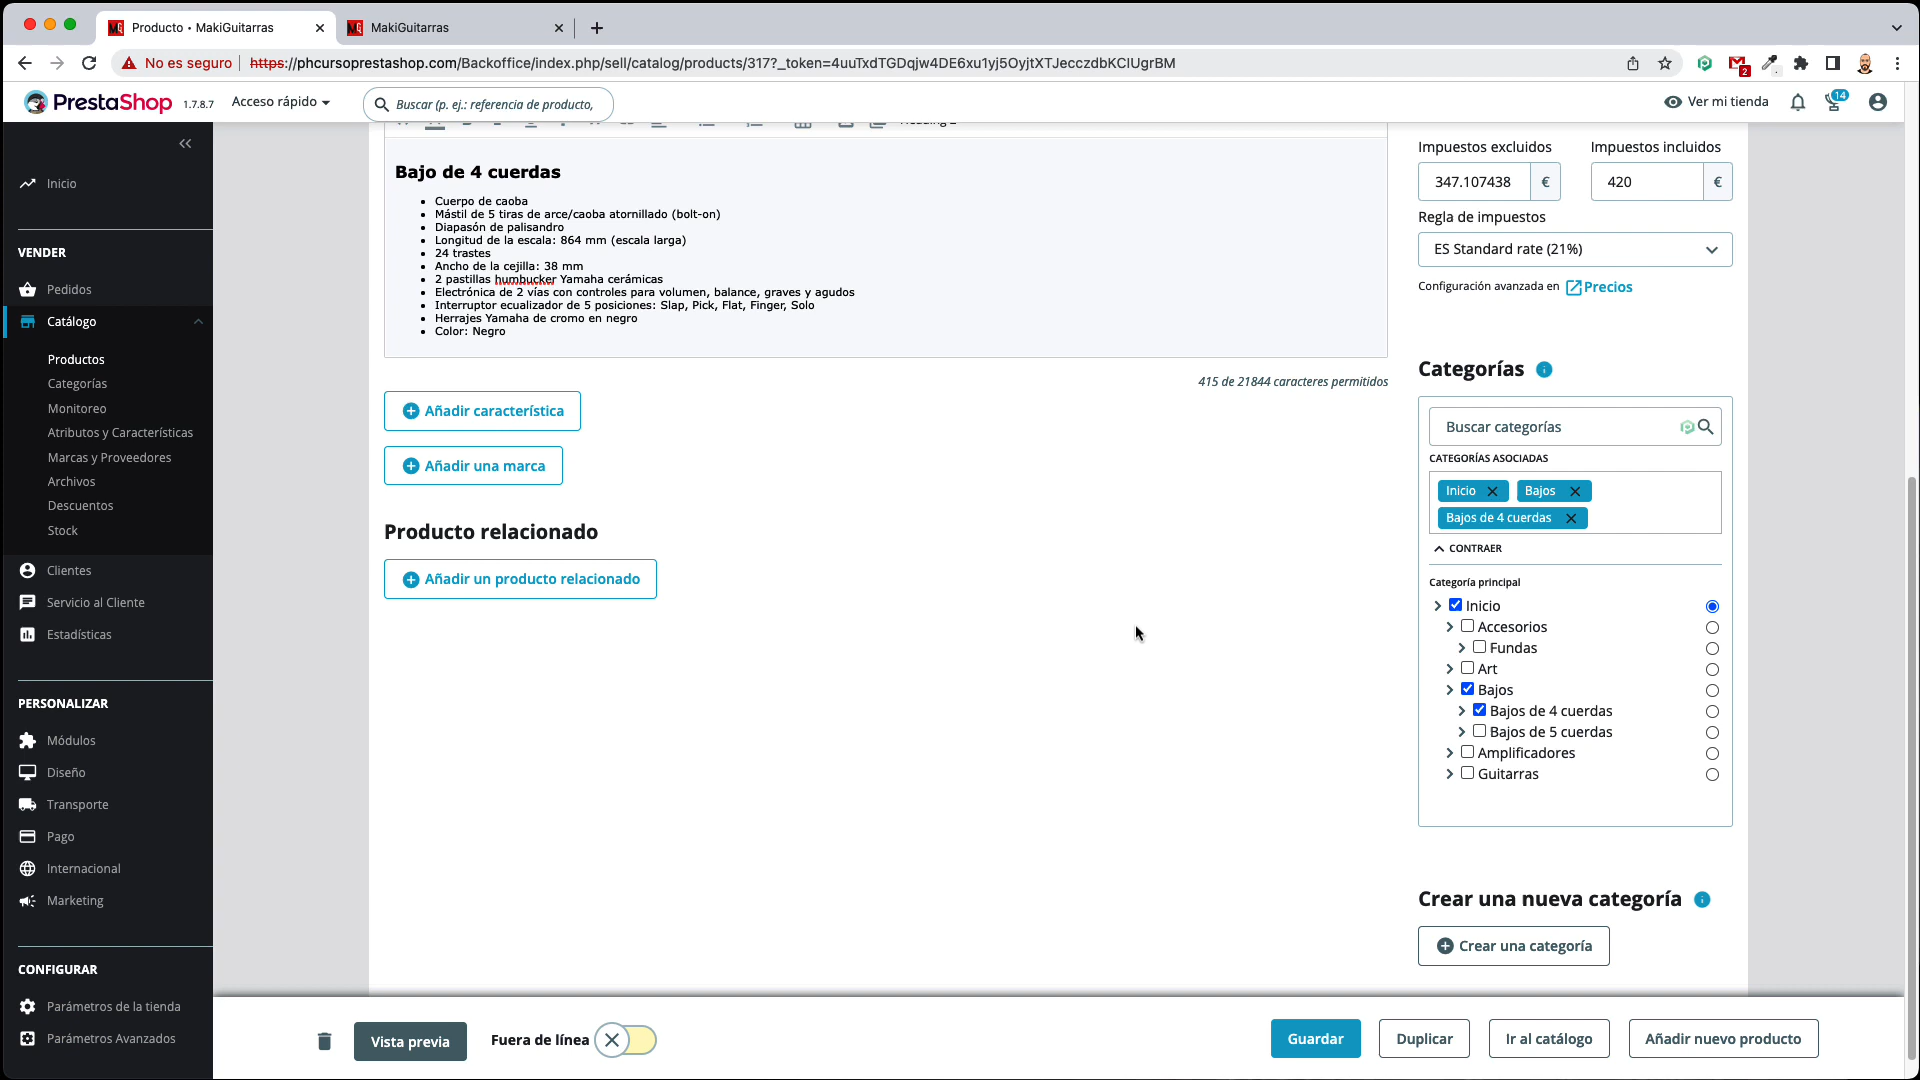 Producto • MakiGuitarras
MakiGuitarras
No es seguro
https://phcursoprestashop.com/Backoffice/index.php/sell/catalog/products/317?_token=4uuTxdTGDqjw4DE6xu1yj5OyjtXTJecczdbKCIUgrBM
2
PrestaShop 1.7.8.7
Acceso rápido
Buscar (p. ej.: referencia de producto,
Ver mi tienda
14
Inicio
VENDER
Pedidos
Catálogo
Productos
Categorías
Monitoreo
Atributos y Características
Marcas y Proveedores
Archivos
Descuentos
Stock
Clientes
Servicio al Cliente
Estadísticas
PERSONALIZAR
Módulos
Diseño
Transporte
Pago
Internacional
Marketing
CONFIGURAR
Parámetros de la tienda
Parámetros Avanzados
Bajo de 4 cuerdas
Cuerpo de caoba
Mástil de 5 tiras de arce/caoba atornillado (bolt-on)
Diapasón de palisandro
Longitud de la escala: 864 mm (escala larga)
24 trastes
Ancho de la cejilla: 38 mm
2 pastillas humbucker Yamaha cerámicas
Electrónica de 2 vías con controles para volumen, balance, graves y agudos
Interruptor ecualizador de 5 posiciones: Slap, Pick, Flat, Finger, Solo
Herrajes Yamaha de cromo en negro
Color: Negro
415 de 21844 caracteres permitidos
Añadir característica
Añadir una marca
Producto relacionado
Añadir un producto relacionado
Impuestos excluidos
Impuestos incluidos
347.107438 €
420 €
Regla de impuestos
ES Standard rate (21%)
Configuración avanzada en Precios
Categorías
Buscar categorías
CATEGORÍAS ASOCIADAS
Inicio
Bajos
Bajos de 4 cuerdas
CONTRAER
Categoría principal
Inicio
Accesorios
Fundas
Art
Bajos
Bajos de 4 cuerdas
Bajos de 5 cuerdas
Amplificadores
Guitarras
Crear una nueva categoría
Crear una categoría
Vista previa
Fuera de línea
Guardar
Duplicar
Ir al catálogo
Añadir nuevo producto